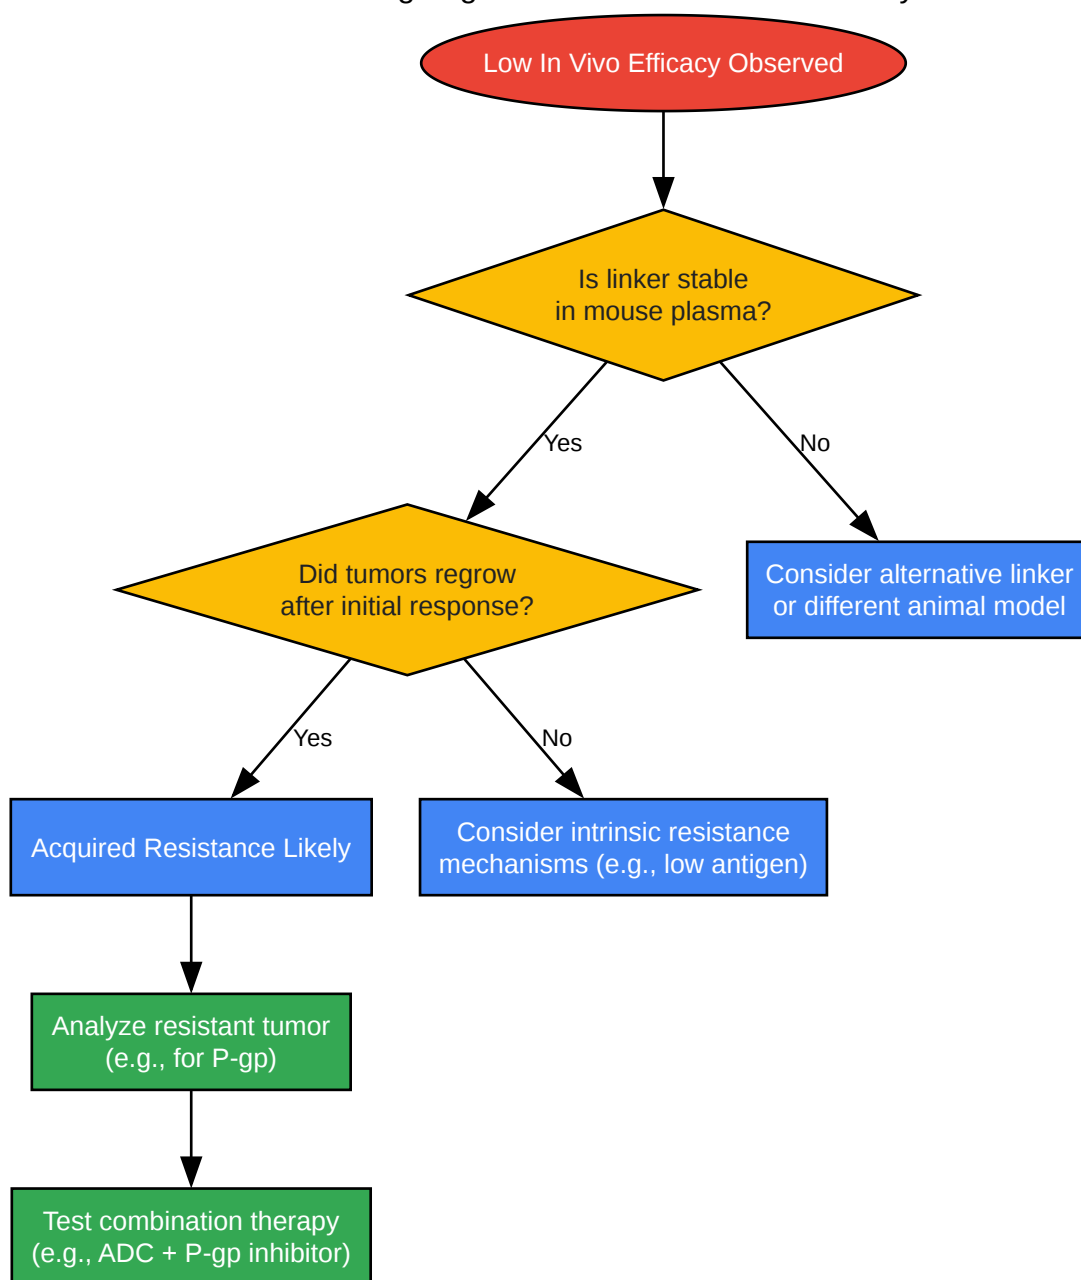 Low In Vivo Efficacy Observed
Is linker stable
in mouse plasma?
Yes
No
Did tumors regrow
after initial response?
Consider alternative linker
or different animal model
Yes
No
Acquired Resistance Likely
Consider intrinsic resistance
mechanisms (e.g., low antigen)
Analyze resistant tumor
(e.g., for P-gp)
Test combination therapy
(e.g., ADC + P-gp inhibitor)